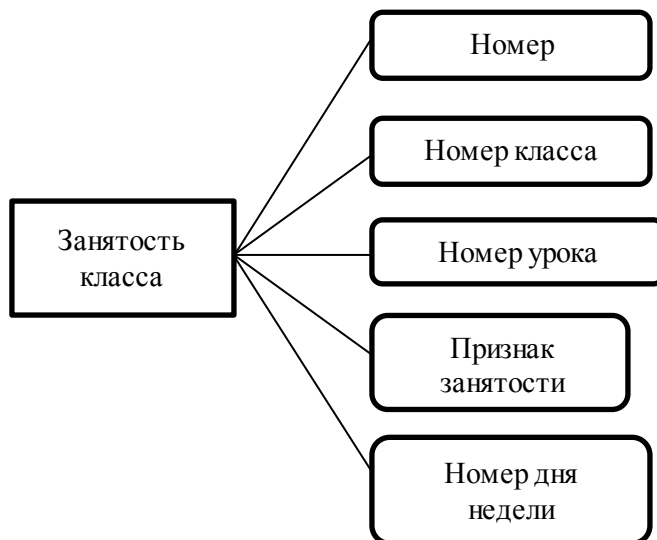 Номер
Номер класса
Занятость
класса
Номер урока
Признак
занятости
Номер дня
недели